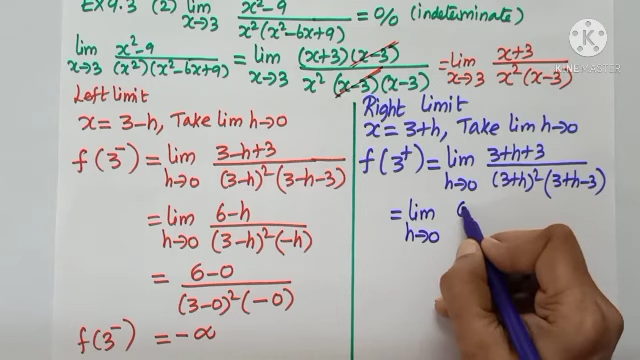 Ex 9.3 (2) lim x→3 x²-9 / x²(x²-6x+9) = 0/0 (indeterminate)
lim x→3 x²-9 / (x²)(x²-6x+9) = lim x→3 (x+3)(x-3) / x²(x-3)(x-3) = lim x→3 x+3 / x²(x-3)
Left limit
x = 3-h, Take lim h→0
f(3⁻) = lim h→0 3-h+3 / (3-h)²(3-h-3)
= lim h→0 6-h / (3-h)²(-h)
= 6-0 / (3-0)²(-0)
f(3⁻) = -∞
Right limit
x = 3+h, Take lim h→0
f(3⁺) = lim h→0 3+h+3 / (3+h)²(3+h-3)
= lim h→0
KINEMASTER